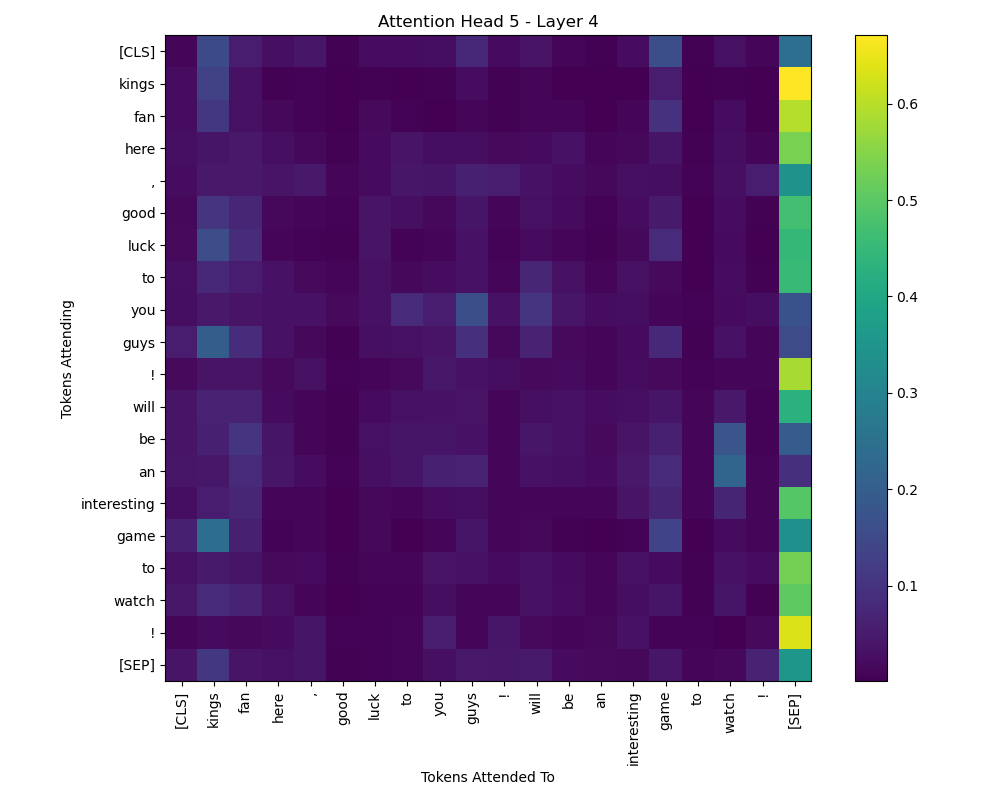 Attention Head 5 - Layer 4
Tokens Attending
[CLS]
kings
fan
here
,
good
luck
to
you
guys
!
will
be
an
interesting
game
to
watch
!
[SEP]
[CLS]
kings
fan
here
,
good
luck
to
you
guys
!
will
be
an
interesting
game
to
watch
!
[SEP]
Tokens Attended To
0.6
0.5
0.4
0.3
0.2
0.1